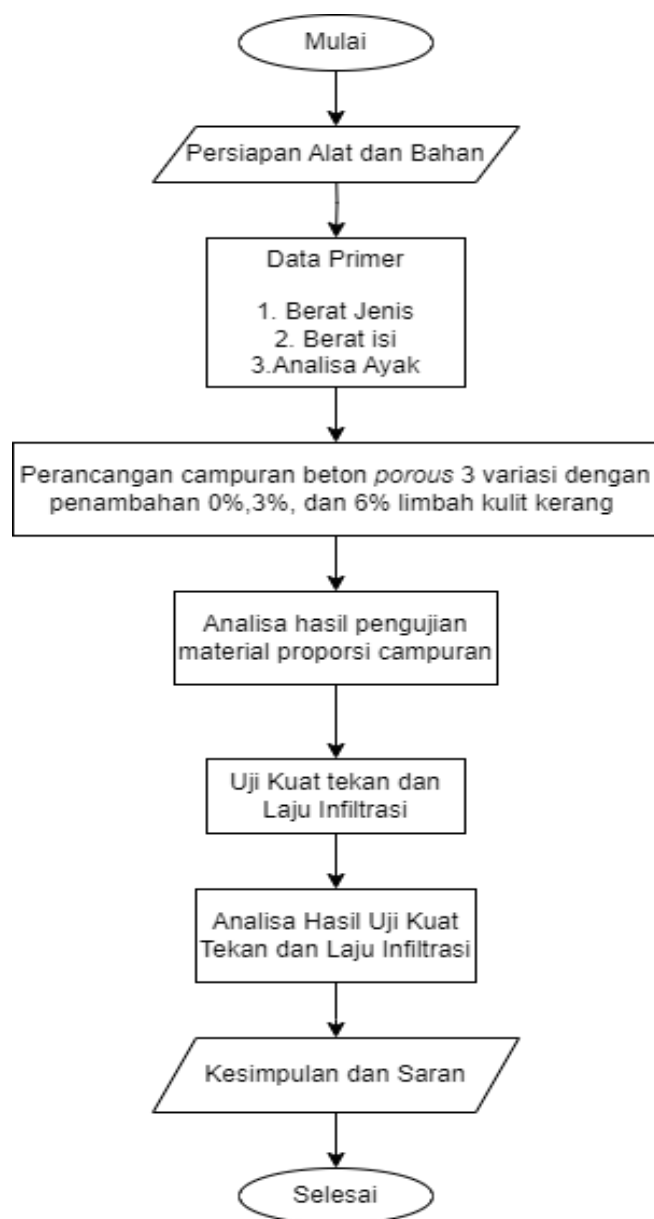 Mulai
Persiapan Alat dan Bahan
Data Primer
1. Berat Jenis
2. Berat isi
3.Analisa Ayak
Perancangan campuran beton porous 3 variasi dengan
penambahan 0%,3%, dan 6% limbah kulit kerang
Analisa hasil pengujian
material proporsi campuran
Uji Kuat tekan dan
Laju Infiltrasi
Analisa Hasil Uji Kuat
Tekan dan Laju Infiltrasi
Kesimpulan dan Saran
Selesai